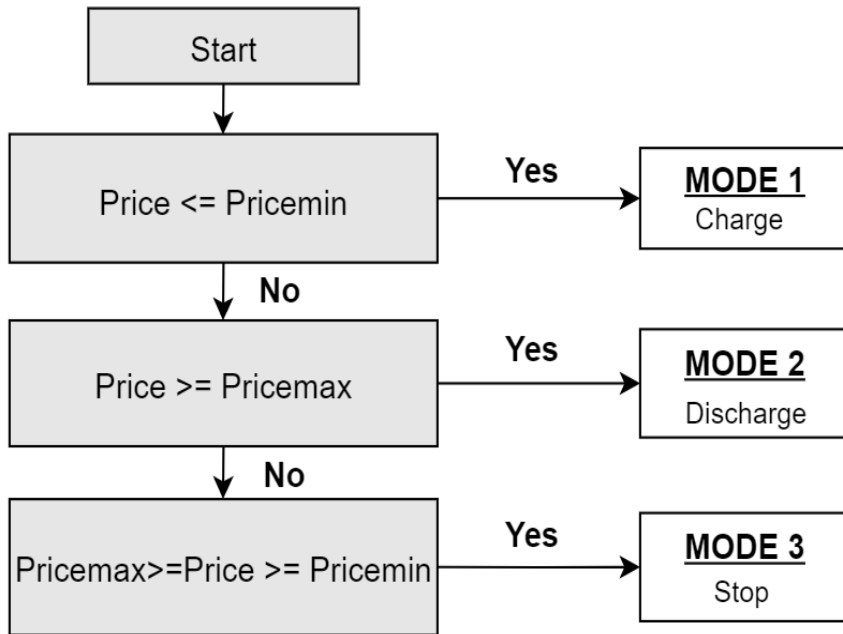 Start
Price <= Pricemin
Yes
MODE 1
Charge
No
Price >= Pricemax
Yes
MODE 2
Discharge
No
Pricemax>=Price >= Pricemin
Yes
MODE 3
Stop